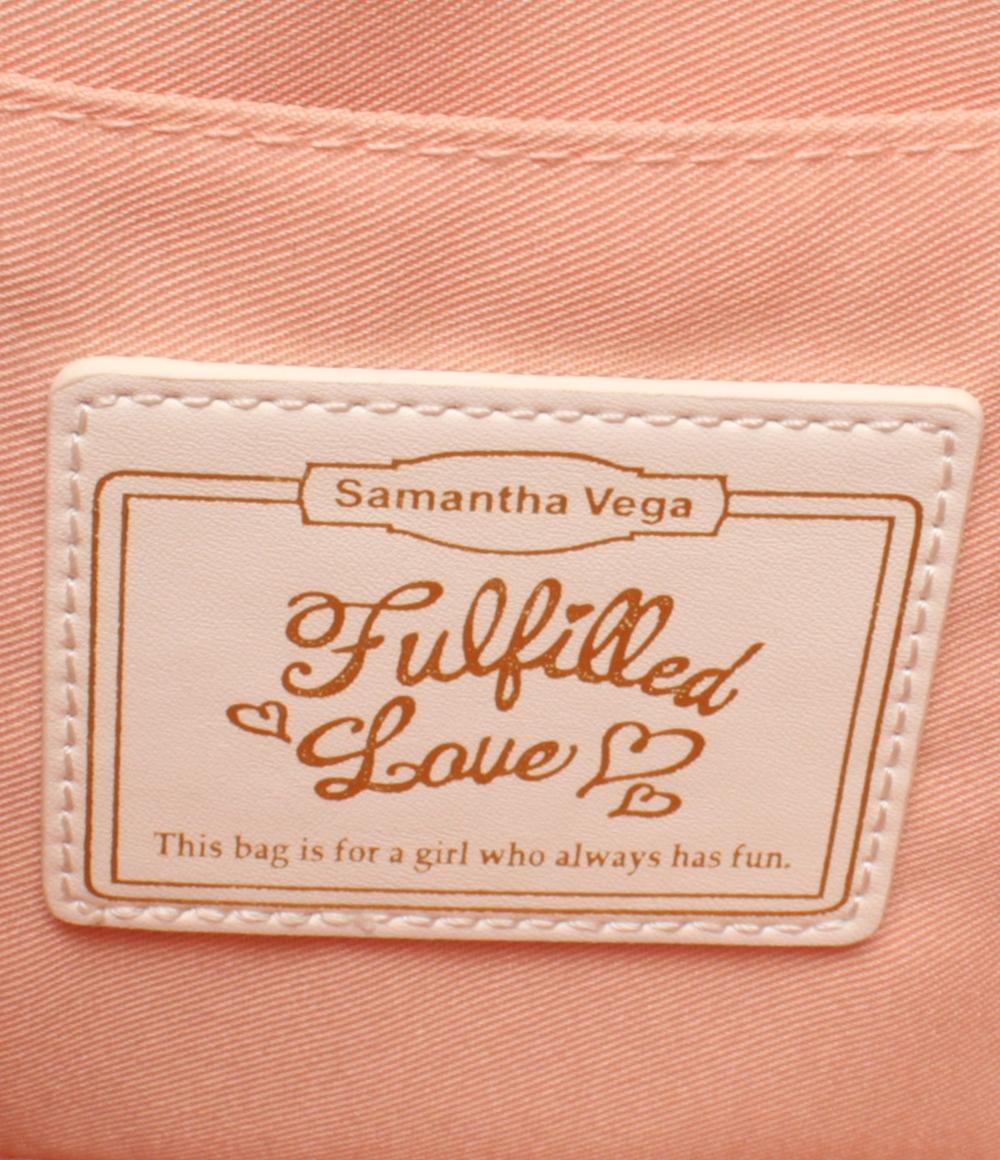 Samantha Vega
Fulfilled
Love
This bag is for a girl who always has fun.